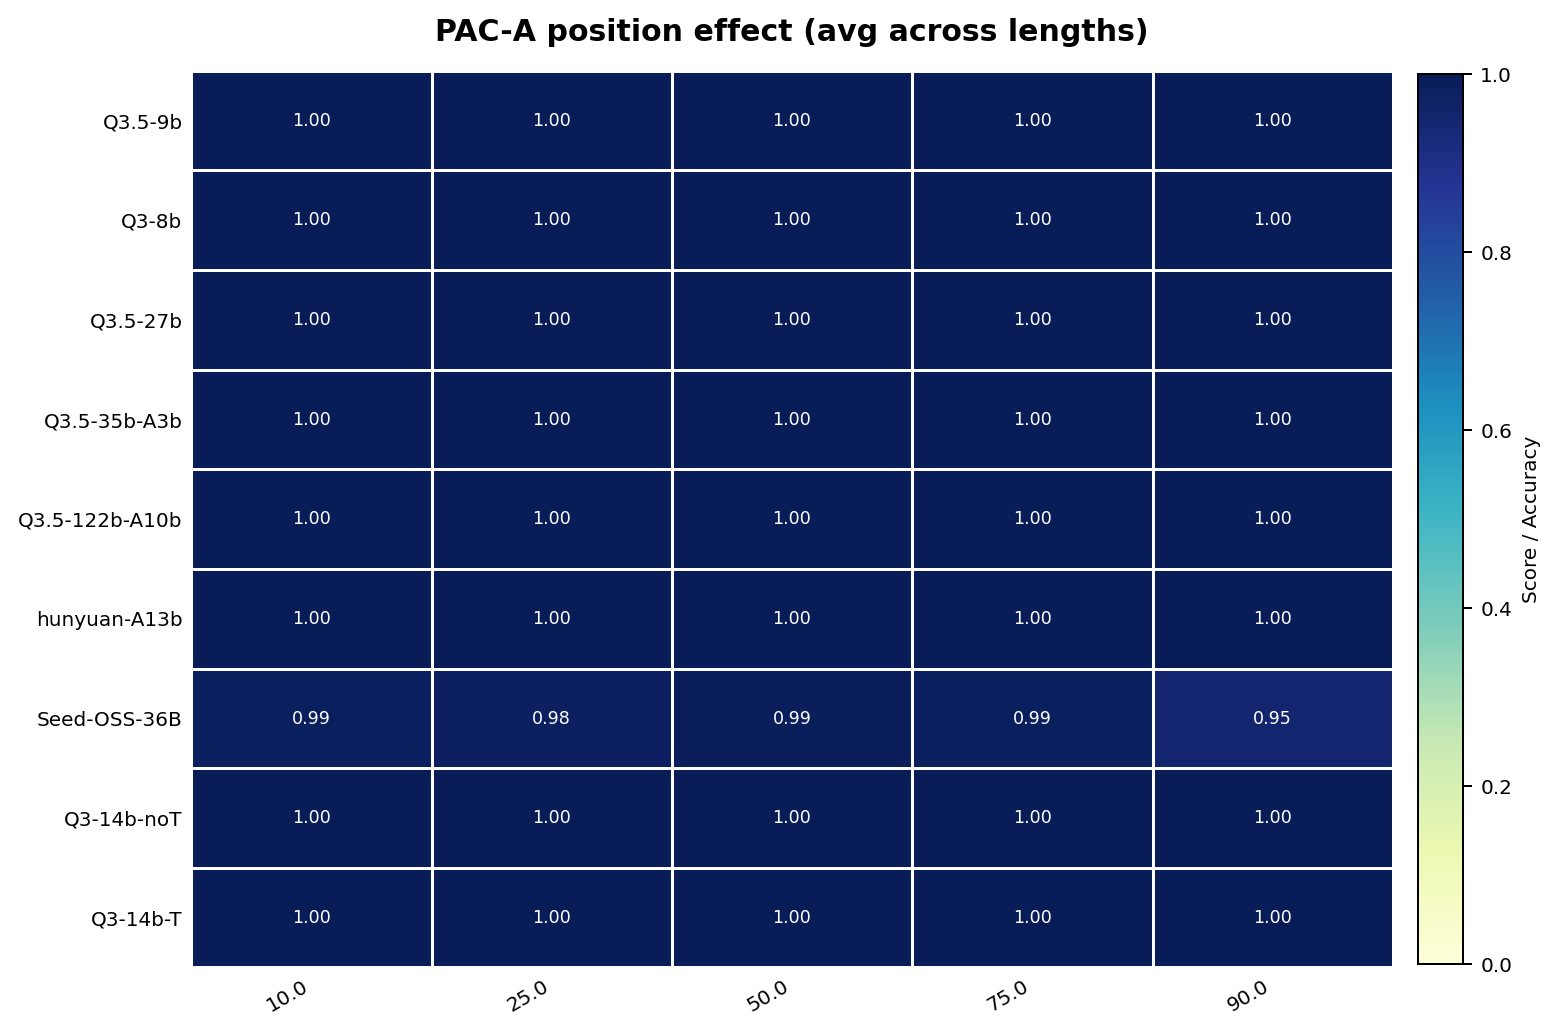 PAC-A position effect (avg across lengths)
Q3.5-9b 1.00 1.00 1.00 1.00 1.00
Q3-8b 1.00 1.00 1.00 1.00 1.00
Q3.5-27b 1.00 1.00 1.00 1.00 1.00
Q3.5-35b-A3b 1.00 1.00 1.00 1.00 1.00
Q3.5-122b-A10b 1.00 1.00 1.00 1.00 1.00
hunyuan-A13b 1.00 1.00 1.00 1.00 1.00
Seed-OSS-36B 0.99 0.98 0.99 0.99 0.95
Q3-14b-noT 1.00 1.00 1.00 1.00 1.00
Q3-14b-T 1.00 1.00 1.00 1.00 1.00
10.0 25.0 50.0 75.0 90.0
1.0
0.8
0.6
0.4
0.2
0.0
Score / Accuracy